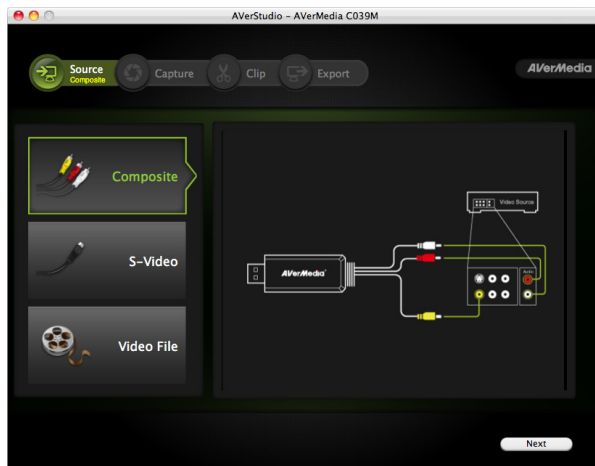 AVerStudio – AVerMedia C039M
Source
Composite
Capture
Clip
Export
AVerMedia
Composite
S-Video
Video File
Video Source
AVerMedia
Audio
Next